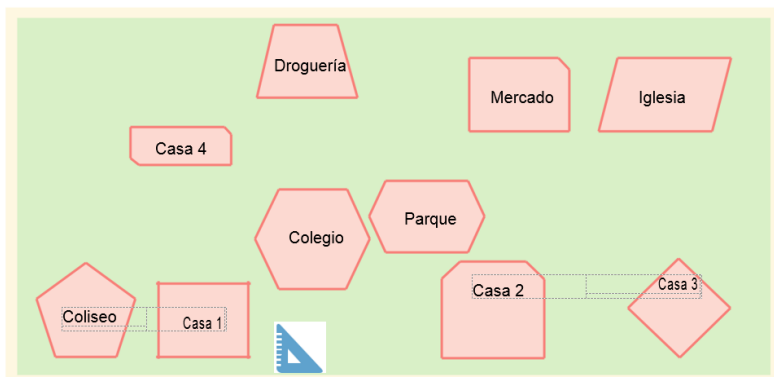 Droguería
Mercado
Iglesia
Casa 4
Parque
Colegio
Casa 2
Casa 3
Coliseo
Casa 1